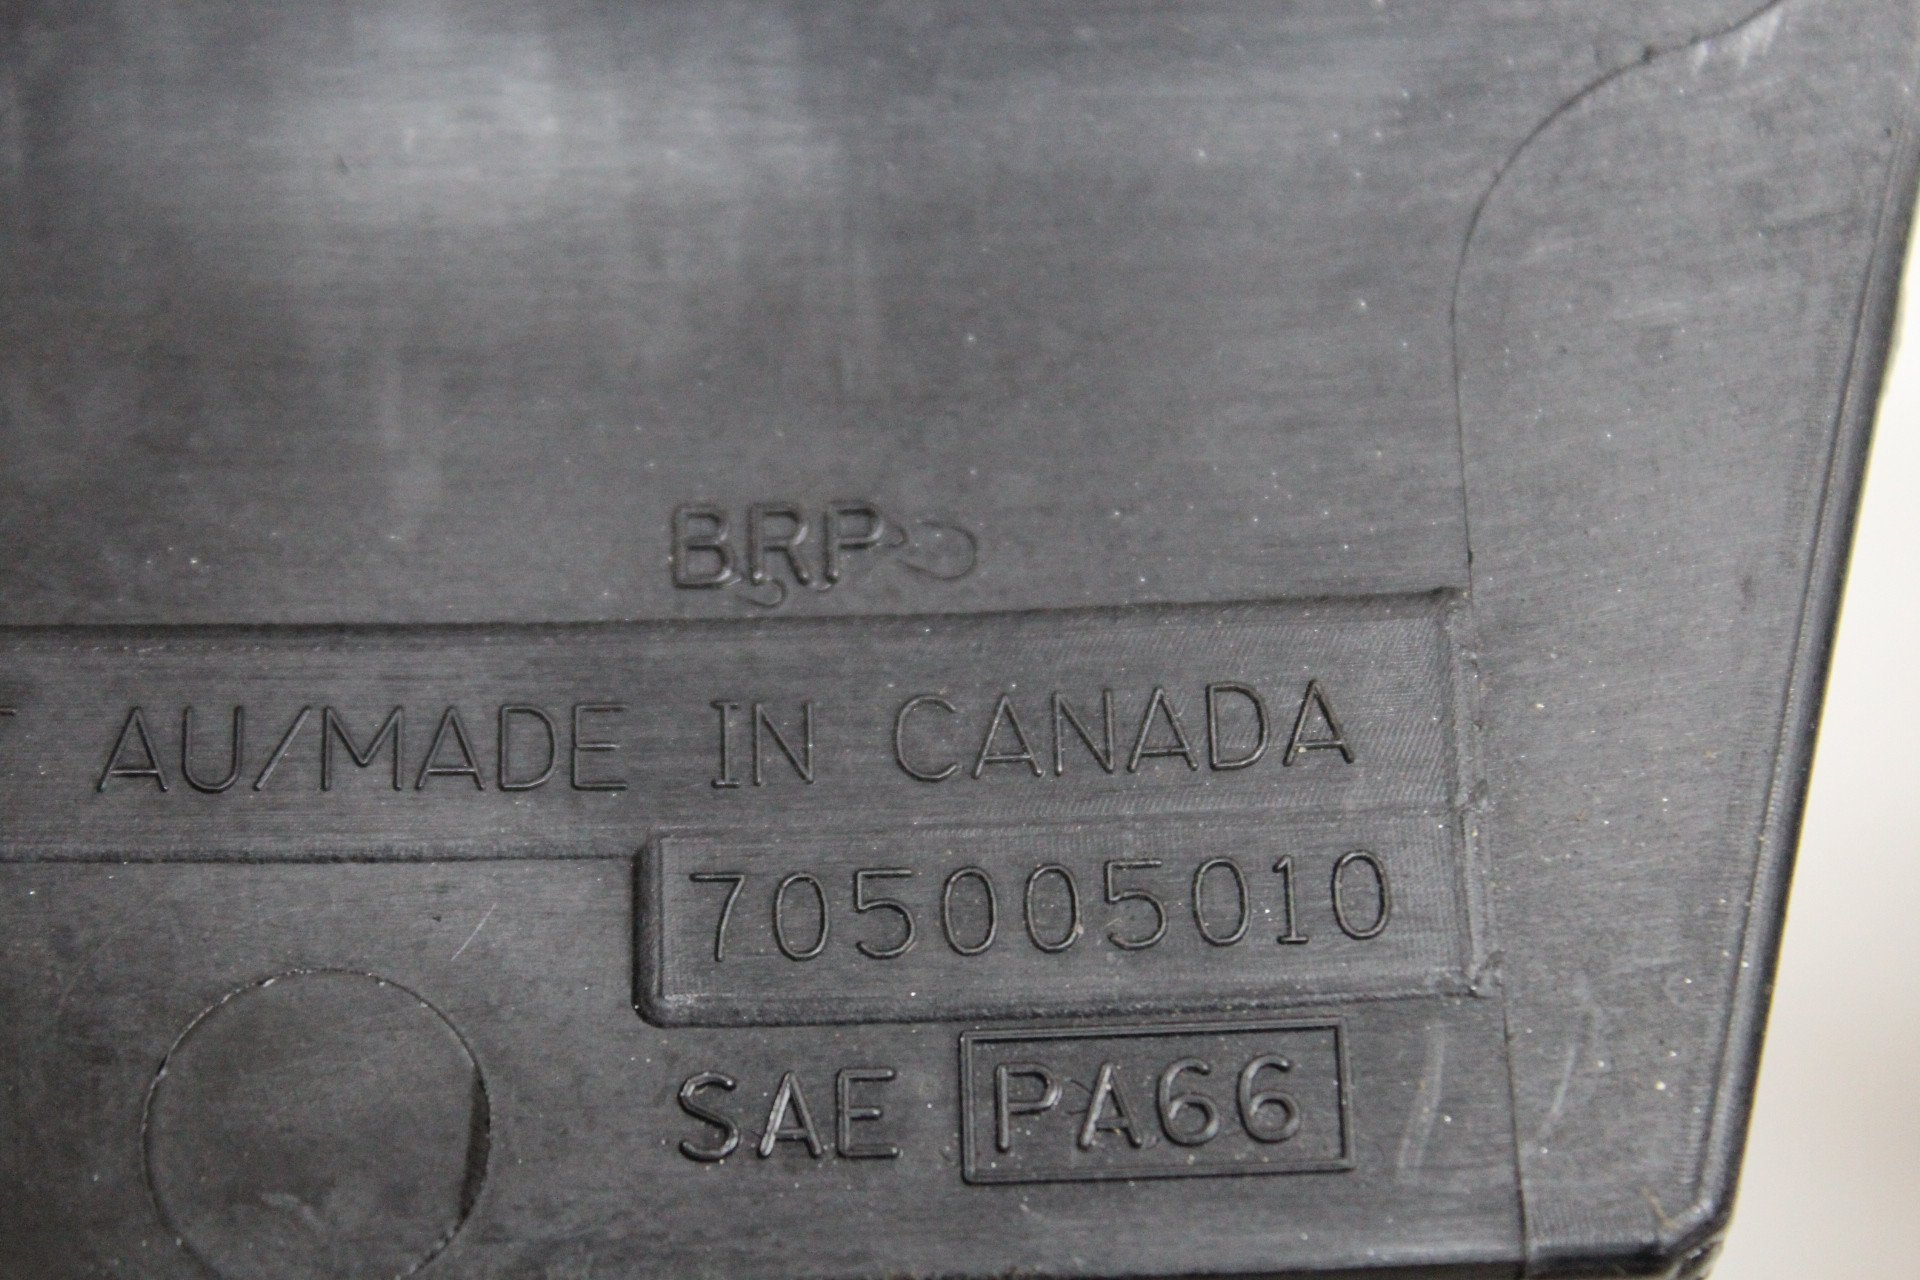 BRP
AU/MADE IN CANADA
705005010
SAE PA66